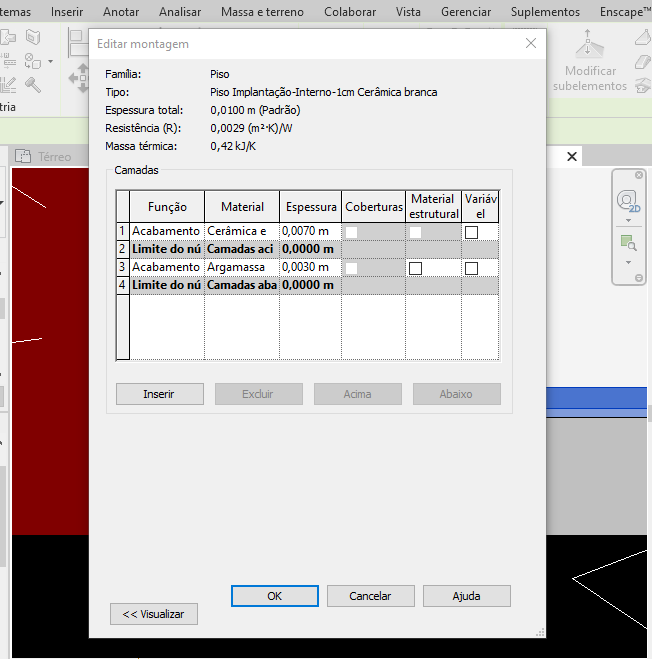 temas Inserir Anotar Analisar Massa e terreno Colaborar Vista Gerenciar Suplementos Enscape™
Editar montagem
Modificar
subelementos
Família: Piso
Tipo: Piso Implantação-Interno-1cm Cerâmica branca
Espessura total: 0,0100 m (Padrão)
Resistência (R): 0,0029 (m²·K)/W
Massa térmica: 0,42 kJ/K
tria
Térreo
Camadas
Função Material Espessura Coberturas Material estrutural Variáv el
1 Acabamento Cerâmica e 0,0070 m
2 Limite do nú Camadas aci 0,0000 m
3 Acabamento Argamassa 0,0030 m
4 Limite do nú Camadas aba 0,0000 m
2D
Inserir Excluir Acima Abaixo
OK Cancelar Ajuda
<< Visualizar